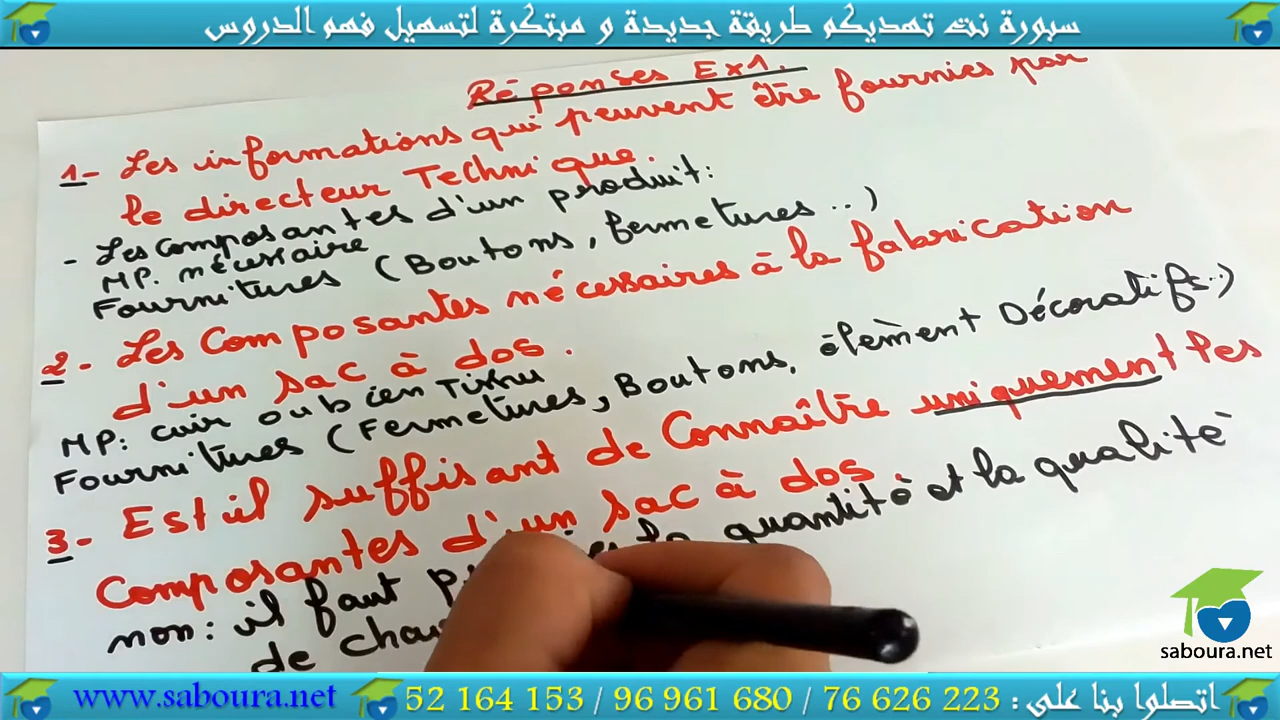 سبورة نت تهديكم طريقة جديدة و مبتكرة لتسهيل فهم الدروس
Réponses Ex1.
1- Les informations qui peuvent être fournies par
le directeur Technique.
- Les composantes d'un produit:
MP. nécessaire
Fournitures (Boutons, fermetures ..)
2- Les Composantes nécessaires à la fabrication
d'un sac à dos.
MP: cuir ou bien Tissu
Fournitures (Fermetures, Boutons, élèment Décoratifs..)
3- Est il suffisant de Connaître uniquement les
Composantes d'un sac à dos
non: il faut la quantitè et la qualitè
de
saboura.net
www.saboura.net 52 164 153 / 96 961 680 / 76 626 223 : اتصلوا بنا على